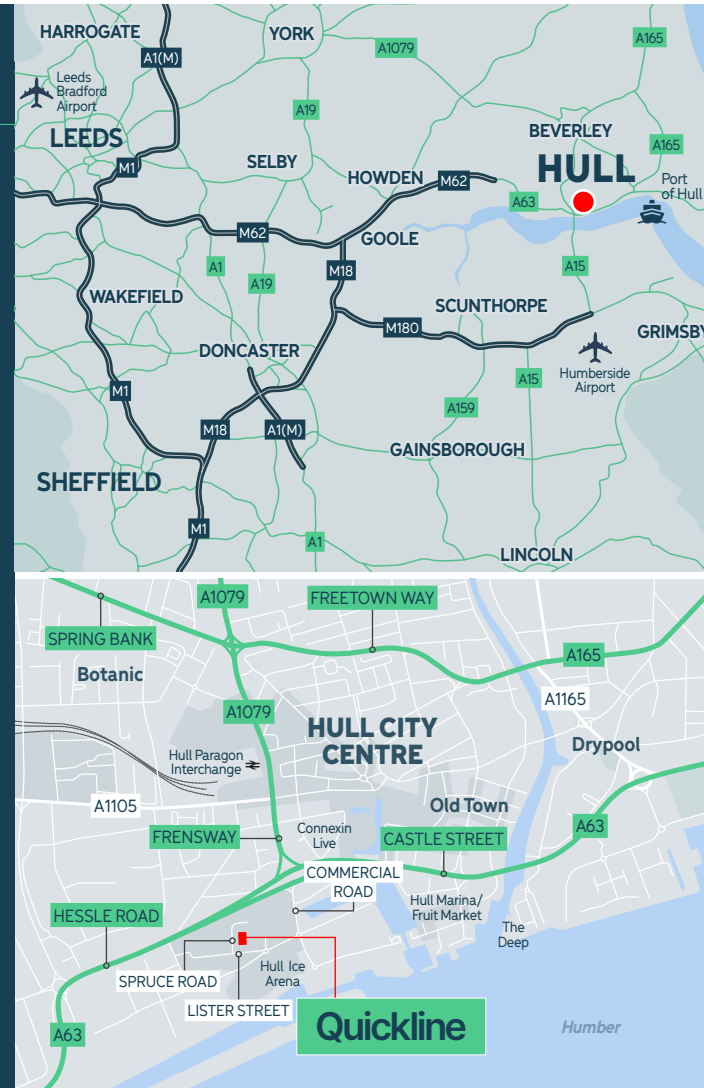 HARROGATE
YORK
A165
A1079
A1(M)
Leeds
Bradford
Airport
A19
BEVERLEY
LEEDS
A165
SELBY
M1
HULL
HOWDEN
M62
Port
of Hull
A63
M62
GOOLE
A1
M18
A15
A19
WAKEFIELD
SCUNTHORPE
M180
GRIMSBY
DONCASTER
Humberside
Airport
A15
M1
A159
M18
A1(M)
GAINSBOROUGH
SHEFFIELD
M1
A1
LINCOLN
A1079
FREETOWN WAY
SPRING BANK
A165
Botanic
A1165
A1079
HULL CITY
CENTRE
Drypool
Hull Paragon
Interchange
A1105
Old Town
A63
FRENSWAY
Connexin
Live
CASTLE STREET
COMMERCIAL
ROAD
Hull Marina/
Fruit Market
HESSLE ROAD
The
Deep
SPRUCE ROAD
Hull Ice
Arena
LISTER STREET
Quickline
Humber
A63